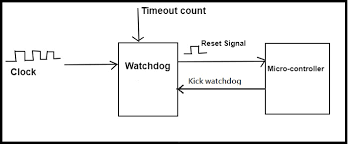 Timeout count
Reset Signal
Clock
Watchdog
Micro-controller
Kick watchdog